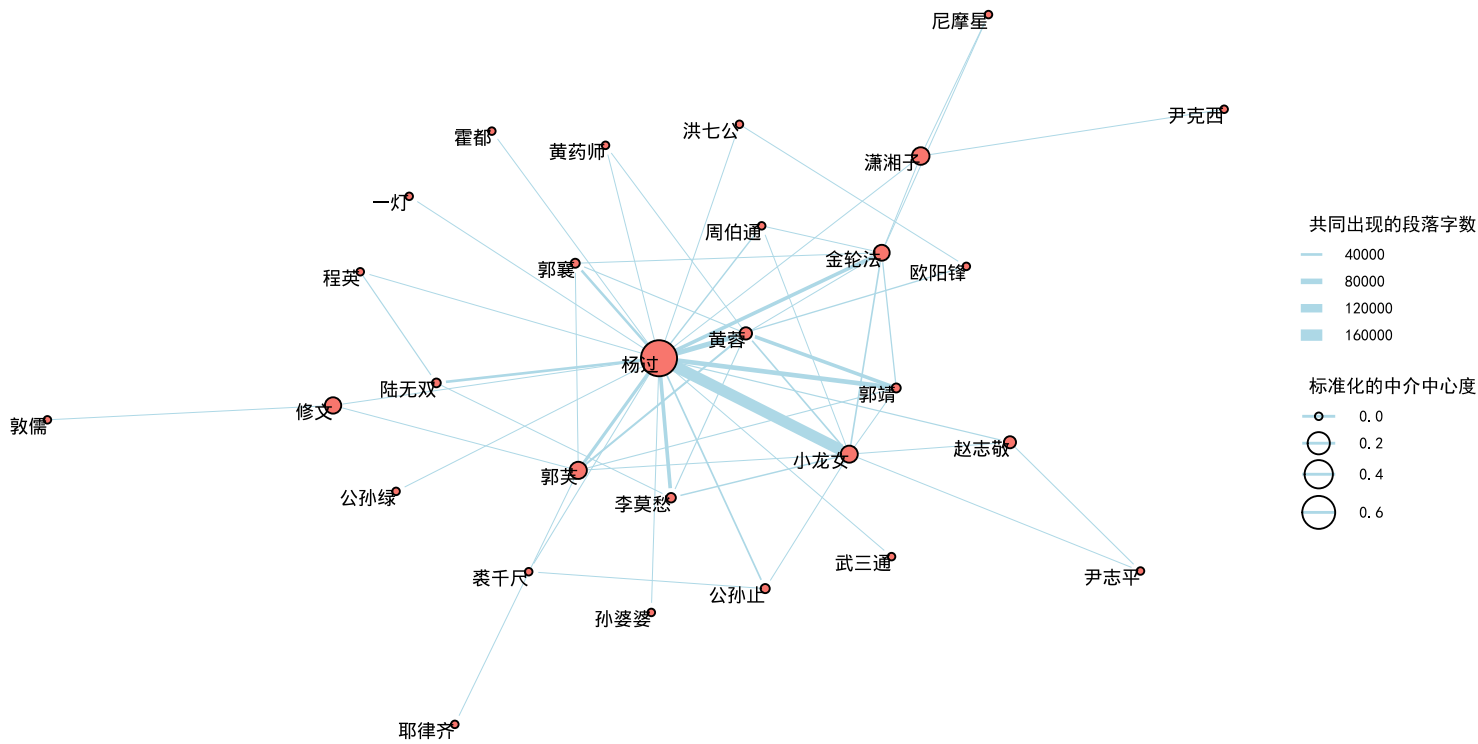 尼摩星
尹克西
洪七公
霍都
黄药师
潇湘子
一灯
周伯通
金轮法
郭襄
欧阳锋
程英
黄蓉
杨过
陆无双
郭靖
修文
敦儒
赵志敬
小龙女
郭芙
公孙绿
李莫愁
武三通
裘千尺
尹志平
公孙止
孙婆婆
耶律齐
共同出现的段落字数
40000
80000
120000
160000
标准化的中介中心度
0.0
0.2
0.4
0.6